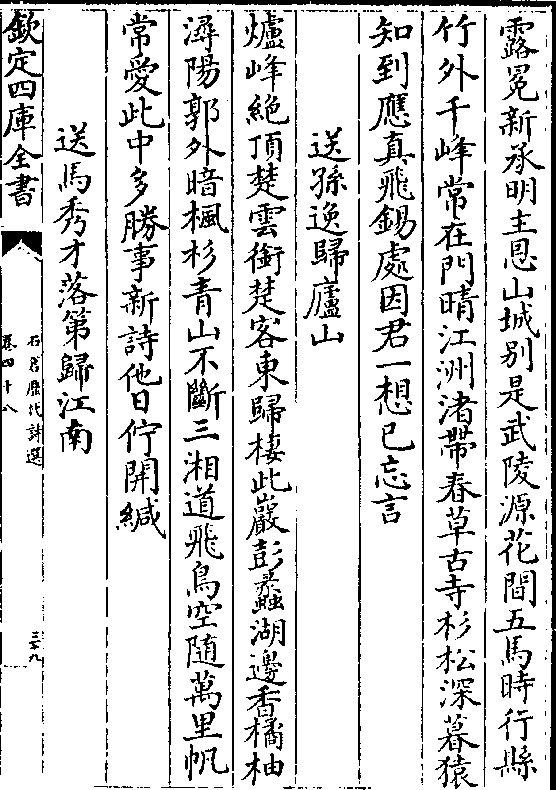 露冕新承明主恩山城别是武陵源花間五馬時行縣
竹外千峰常在門晴江洲渚帶春草古寺杉松深暮猿
知到應真飛錫處因君一想已忘言
送孫逸歸廬山
爐峰絶頂楚雲銜楚客東歸棲此巖彭蠡湖邊香橘柚
潯陽郭外暗楓杉青山不斷三湘道飛鳥空隨萬里帆
常愛此中多勝事新詩他日佇開緘
送馬秀才落第歸江南
欽定四庫全書
石倉歴代詩選
卷四十八
三十九